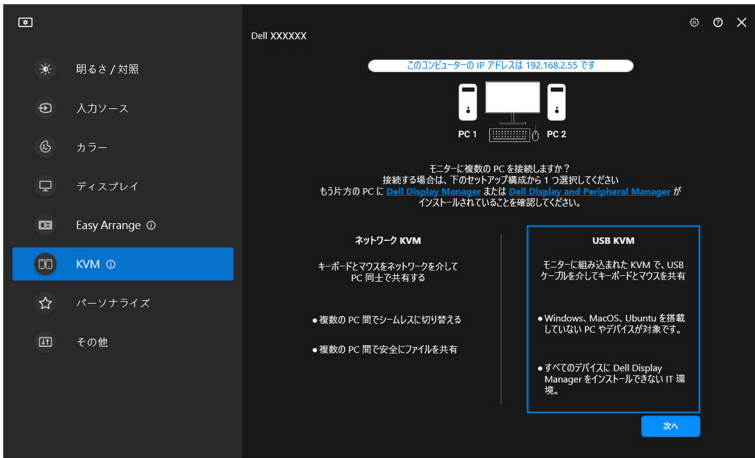 Dell XXXXXX
明るさ / 対照
入力ソース
カラー
ディスプレイ
Easy Arrange
KVM
パーソナライズ
その他
このコンピューターの IP アドレスは 192.168.2.55 です
PC 1
PC 2
モニターに複数の PC を接続しますか？
接続する場合は、下のセットアップ構成から 1 つ選択してください
もう片方の PC に Dell Display Manager または Dell Display and Peripheral Manager が
インストールされていることを確認してください。
ネットワーク KVM
キーボードとマウスをネットワークを介して
PC 同士で共有する
●複数の PC 間でシームレスに切り替える
●複数の PC 間で安全にファイルを共有
USB KVM
モニターに組み込まれた KVM で、USB
ケーブルを介してキーボードとマウスを共有
●Windows、MacOS、Ubuntu を搭載
していない PC やデバイスが対象です。
●すべてのデバイスに Dell Display
Manager をインストールできない IT 環
境。
次へ